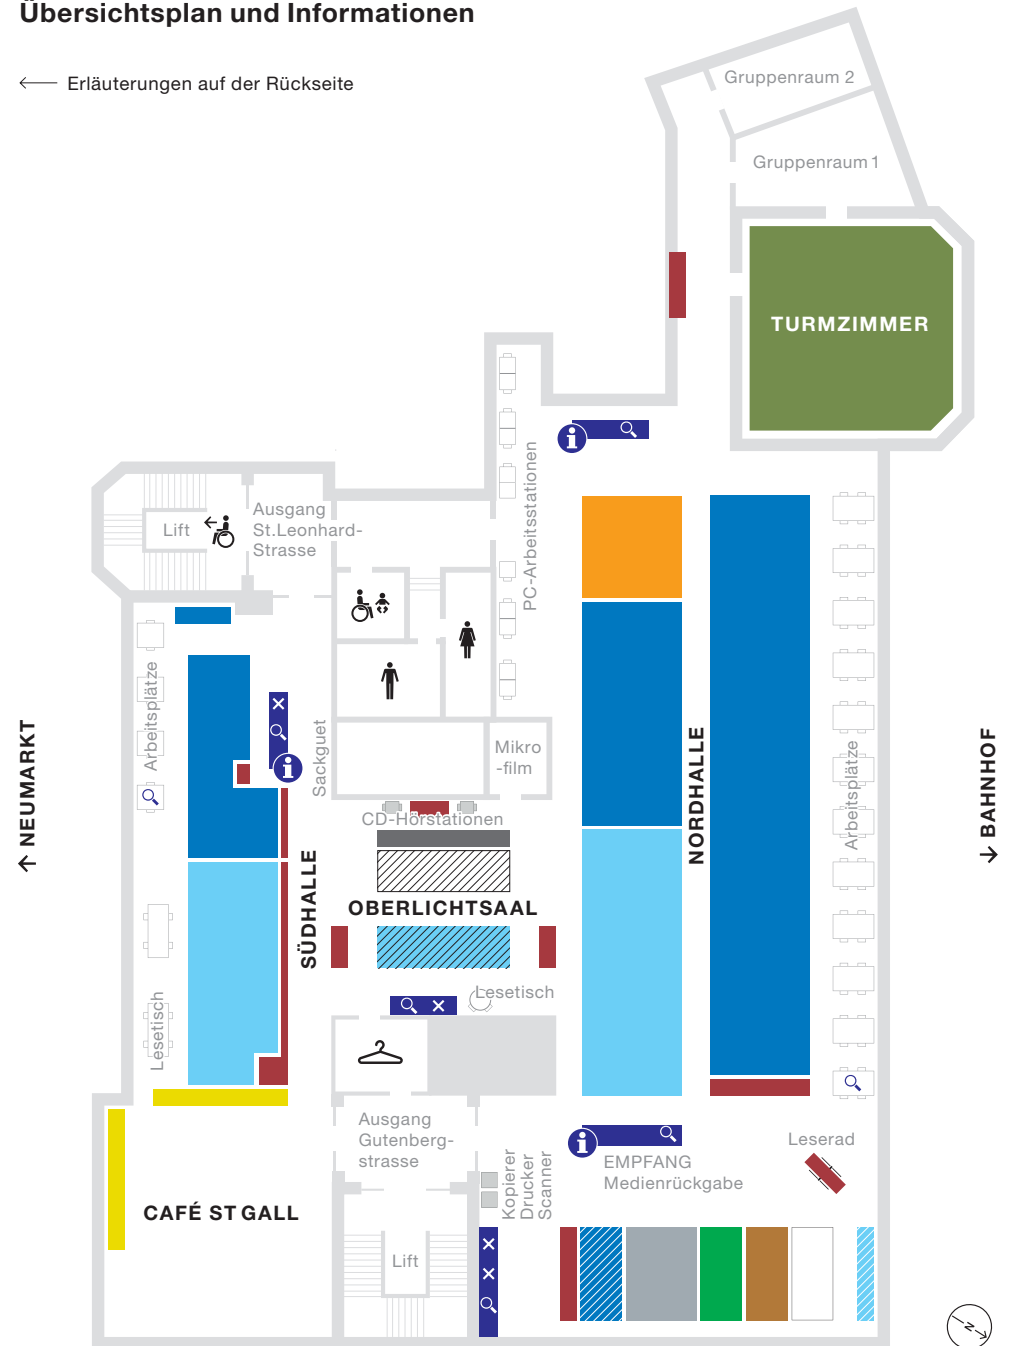 Übersichtsplan und Informationen
Erläuterungen auf der Rückseite
Gruppenraum 2
Gruppenraum 1
TURMZIMMER
PC-Arbeitsstationen
Ausgang
St.Leonhard-
Strasse
Lift
Arbeitsplätze
Sackguet
Mikro
-film
CD-Hörstationen
NORDHALLE
Arbeitsplätze
← NEUMARKT
← BAHNHOF
SÜDHALLE
OBERLICHTSAAL
Lesetisch
Lesetisch
Ausgang
Gutenberg-
strasse
EMPFANG
Medienrückgabe
Leserad
Kopierer
Drucker
Scanner
CAFÉ ST GALL
Lift
N